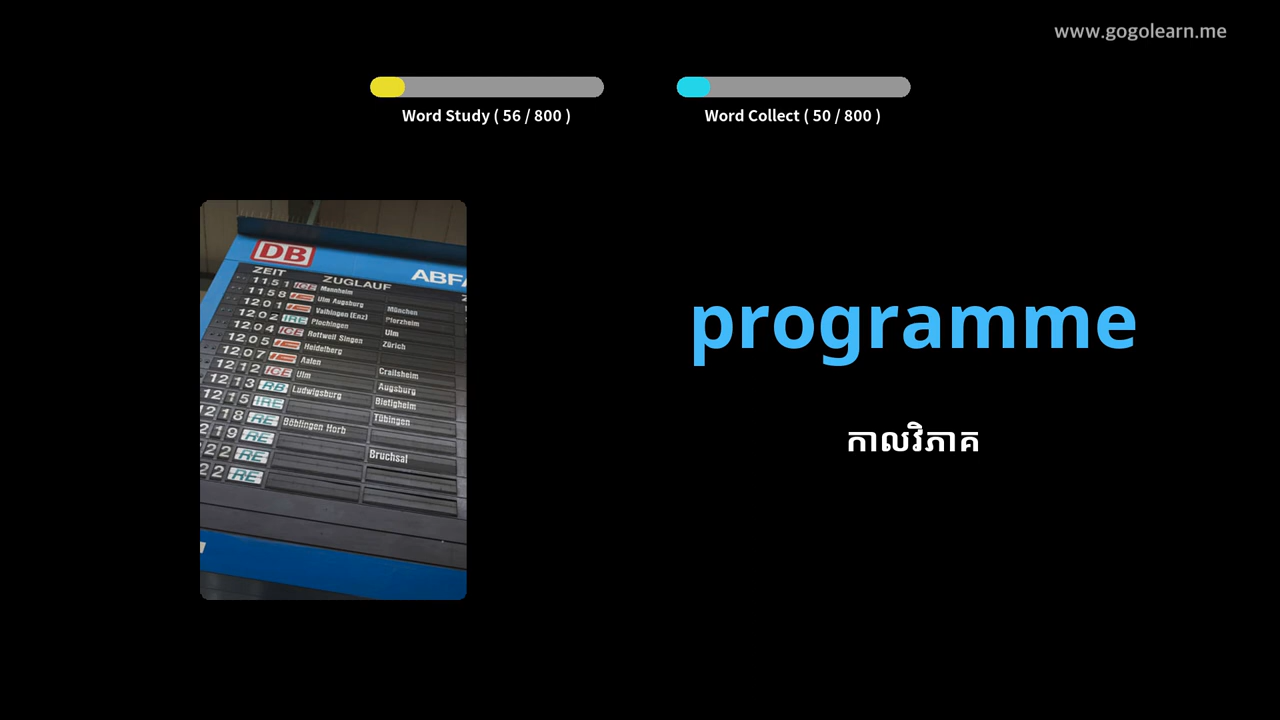 www.gogolearn.me
Word Study ( 56 / 800 )
Word Collect ( 50 / 800 )
DB
ZEIT ZUGLAUF ABFA
1151 ICE Mannheim
1158 Ulm Augsburg München
1201 Vaihingen (Enz) Pforzheim
1202 IRE Plochingen Ulm
1204 ICE Rottweil Singen Zürich
1205 Heidelberg
1207 Aalen Crailsheim
1212 ICE Ulm Augsburg
1213 RB Ludwigsburg Bietigheim
1215 IRE Tübingen
1218 RE Böblingen Horb
219 RE
22 RE Bruchsal
22 RE
programme
កាលវិភាគ